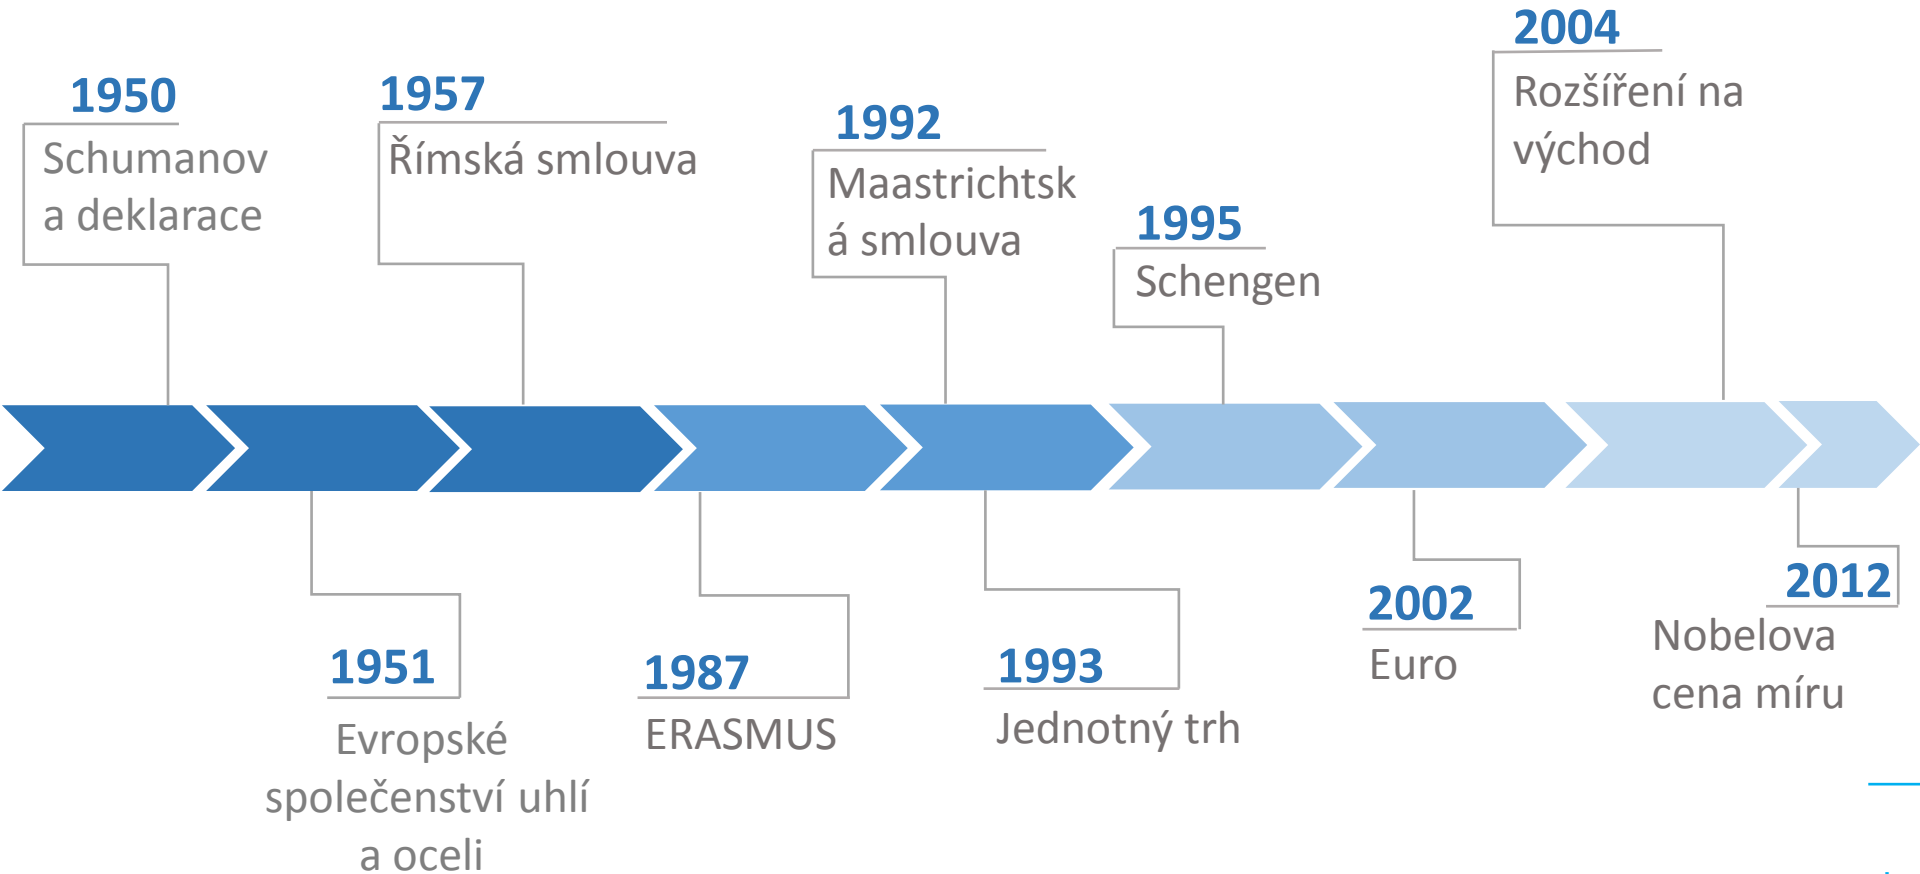 1950
Schumanov
a deklarace
1951
Evropské
společenství uhlí
a oceli
1957
Římská smlouva
1987
ERASMUS
1992
Maastrichtsk
á smlouva
1993
Jednotný trh
1995
Schengen
2002
Euro
2004
Rozšíření na
východ
2012
Nobelova
cena míru